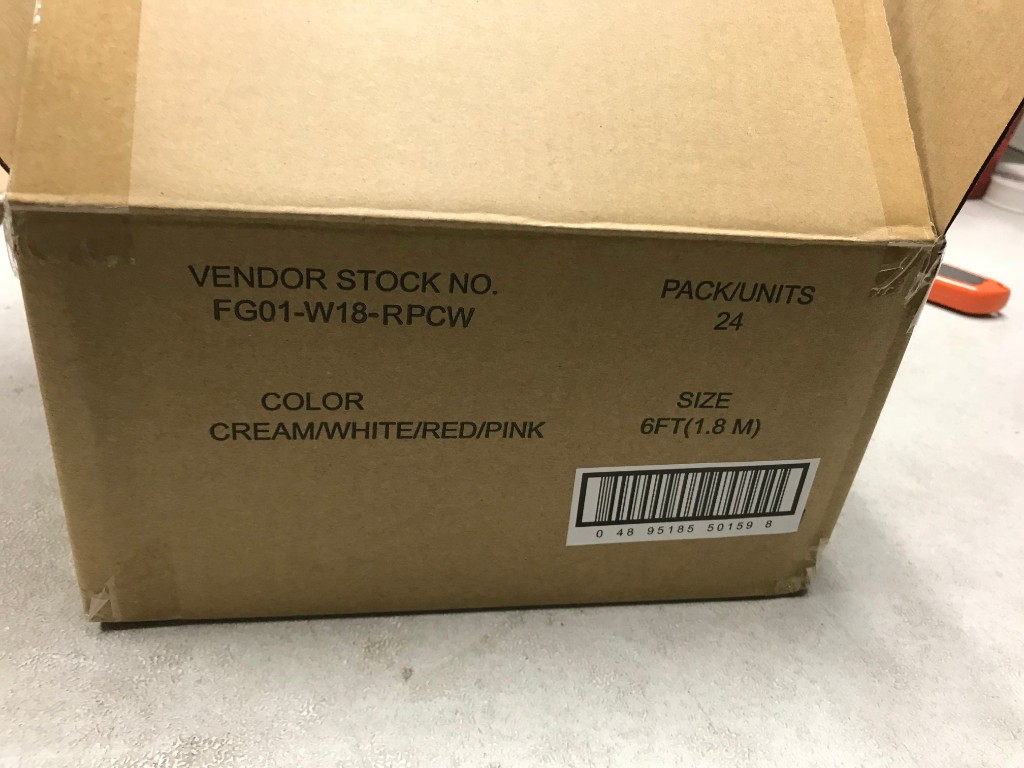 VENDOR STOCK NO.
FG01-W18-RPCW
PACK/UNITS
24
COLOR
CREAM/WHITE/RED/PINK
SIZE
6FT(1.8 M)
0 48 95185 50159 8